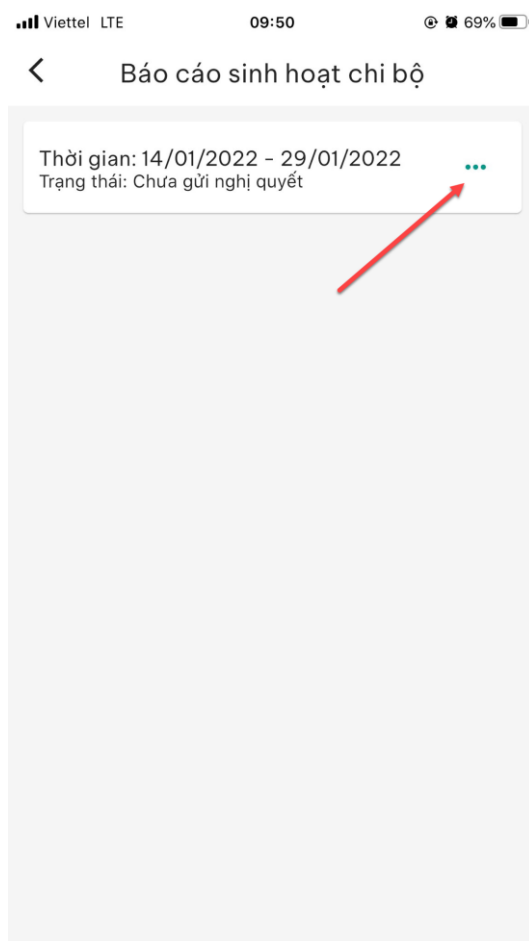 Viettel LTE 09:50 69%
Báo cáo sinh hoạt chi bộ
Thời gian: 14/01/2022 - 29/01/2022
Trạng thái: Chưa gửi nghị quyết